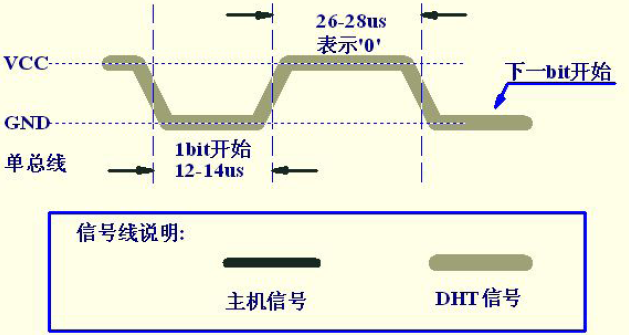 26-28us
表示'0'
VCC
下一bit开始
GND
单总线
1bit开始
12-14us
信号线说明:
主机信号
DHT信号